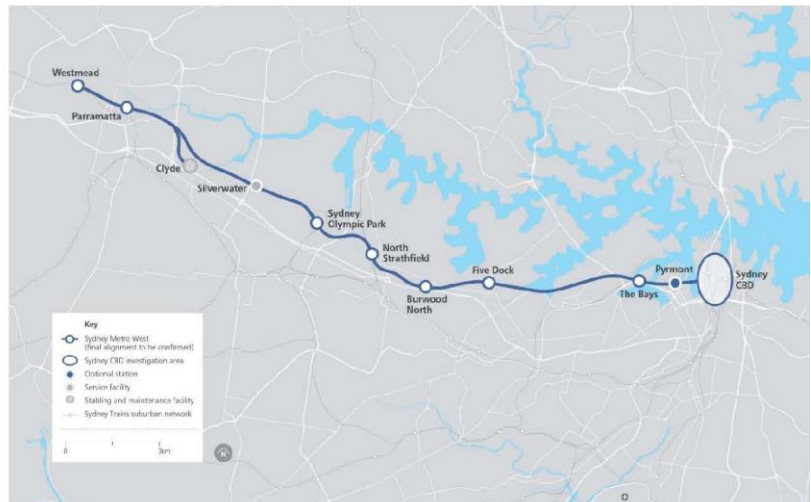 Westmead
Parramatta
Clyde
Silverwater
Sydney
Olympic Park
North
Strathfield
Burwood
North
Five Dock
The Bays
Pyrmont
Sydney
CBD
Key
Sydney Metro West
(final alignment to be confirmed)
Sydney CBD investigation area
Optional station
Service facility
Stabling and maintenance facility
Sydney Trains suburban network
0
3km
N